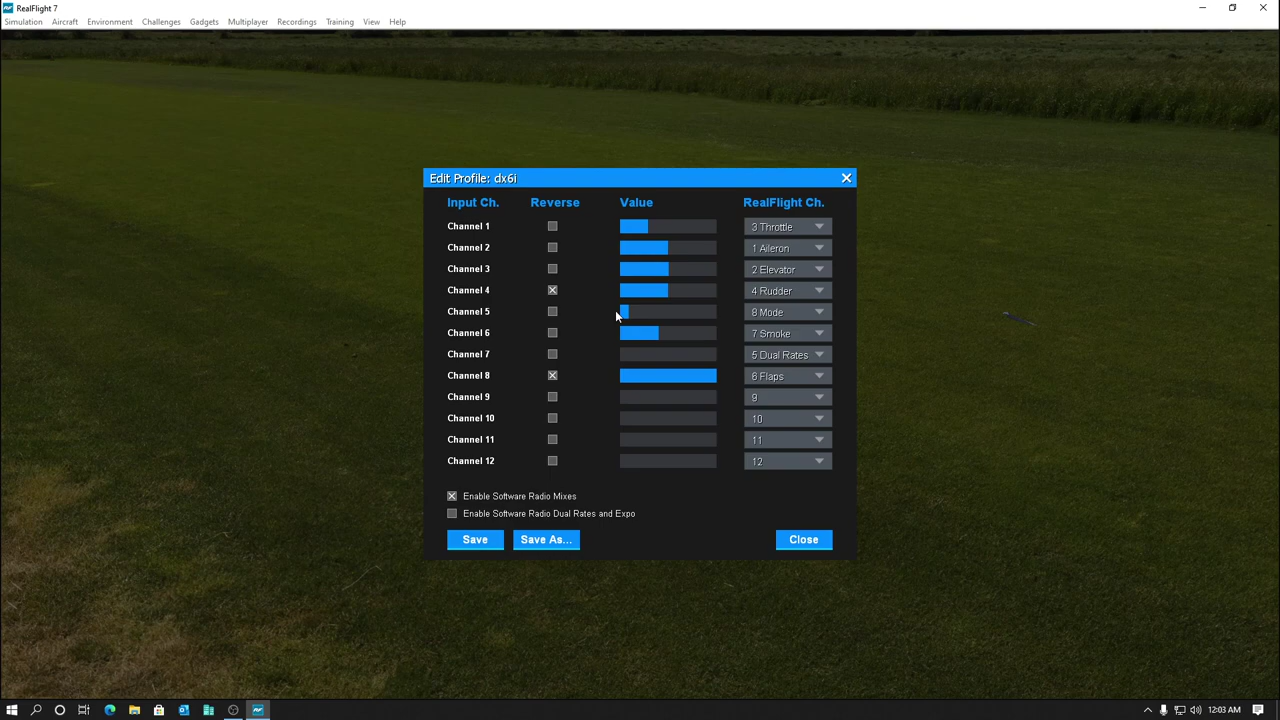 RealFlight 7
Simulation Aircraft Environment Challenges Gadgets Multiplayer Recordings Training View Help
Edit Profile: dx6i
Input Ch. Reverse Value RealFlight Ch.
Channel 1 3 Throttle
Channel 2 1 Aileron
Channel 3 2 Elevator
Channel 4 4 Rudder
Channel 5 8 Mode
Channel 6 7 Smoke
Channel 7 5 Dual Rates
Channel 8 6 Flaps
Channel 9 9
Channel 10 10
Channel 11 11
Channel 12 12
Enable Software Radio Mixes
Enable Software Radio Dual Rates and Expo
Save Save As... Close
12:03 AM